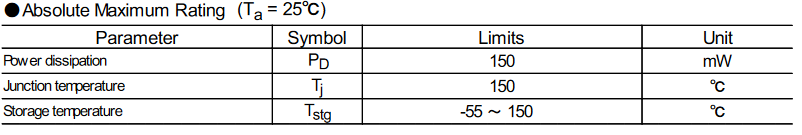 ●Absolute Maximum Rating (Ta = 25℃)
Parameter Symbol Limits Unit
Power dissipation PD 150 mW
Junction temperature Tj 150 ℃
Storage temperature Tstg -55 ～ 150 ℃